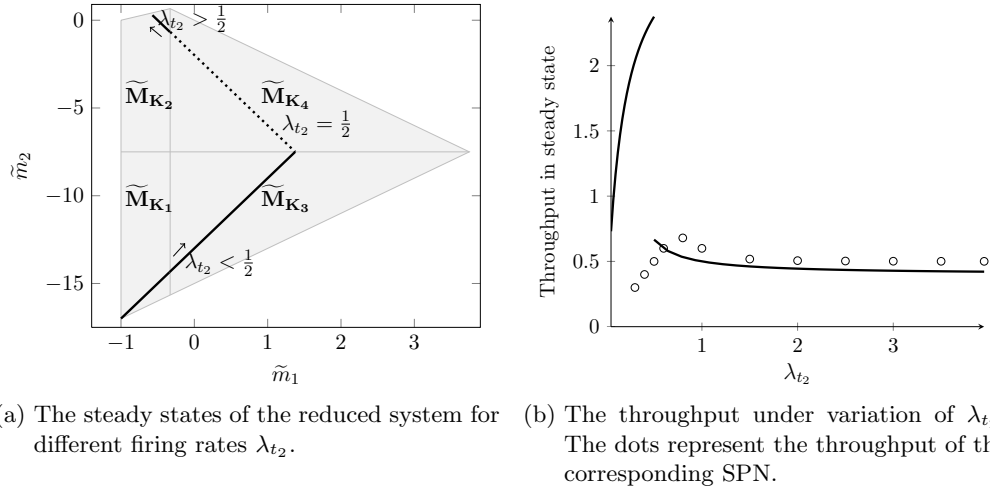 0
−5
−10
−15
m̃₂
λ_{t₂} > 1/2
M̃_{K₂}
M̃_{K₄}
λ_{t₂} = 1/2
M̃_{K₁}
M̃_{K₃}
λ_{t₂} < 1/2
−1 0 1 2 3
m̃₁
Throughput in steady state
2
1.5
1
0.5
0
1 2 3
λ_{t₂}
a) The steady states of the reduced system for
different firing rates λ_{t₂}.
(b) The throughput under variation of λ_t
The dots represent the throughput of th
corresponding SPN.